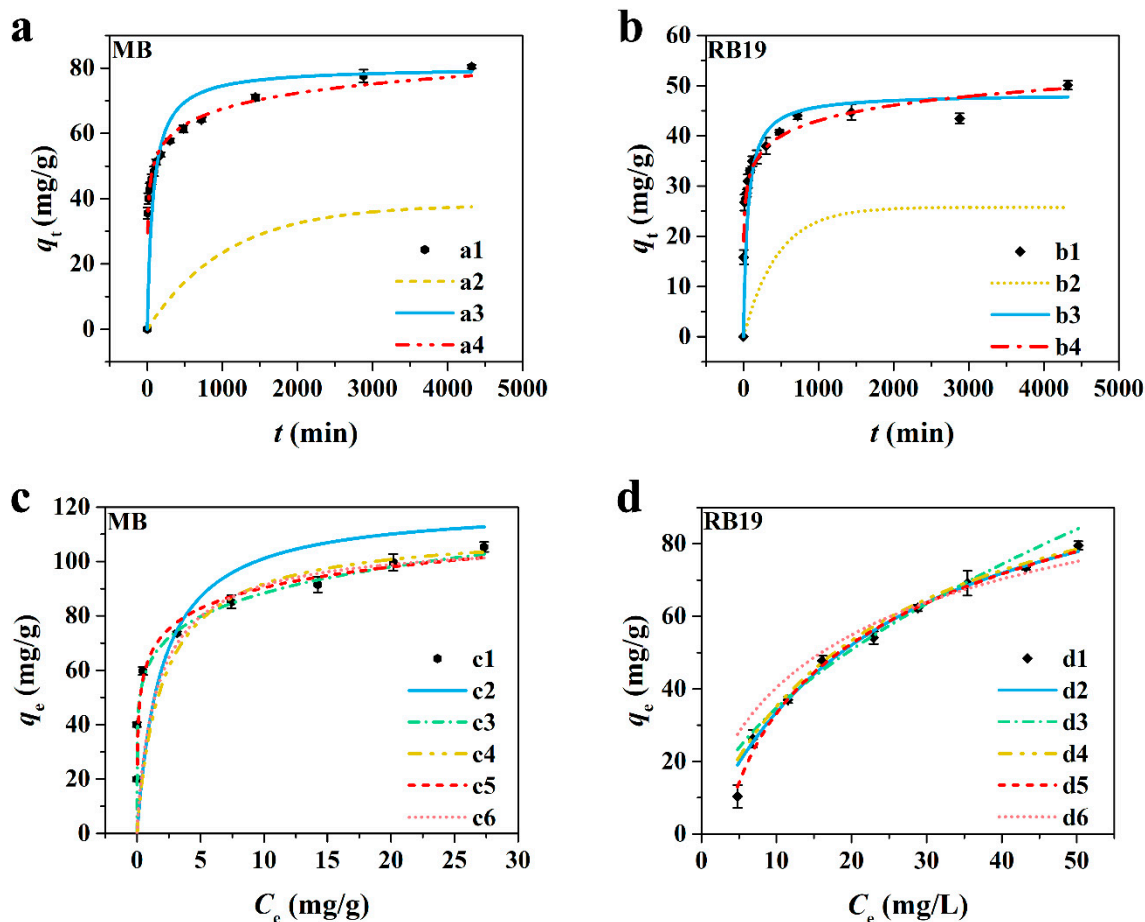 a
MB
q_t (mg/g)
80
60
40
20
0
a1
a2
a3
a4
0 1000 2000 3000 4000 5000
t (min)
b
RB19
q_t (mg/g)
60
50
40
30
20
10
0
b1
b2
b3
b4
0 1000 2000 3000 4000 5000
t (min)
c
MB
q_e (mg/g)
120
100
80
60
40
20
0
c1
c2
c3
c4
c5
c6
0 5 10 15 20 25 30
C_e (mg/g)
d
RB19
q_e (mg/g)
80
60
40
20
0
d1
d2
d3
d4
d5
d6
0 10 20 30 40 50
C_e (mg/L)